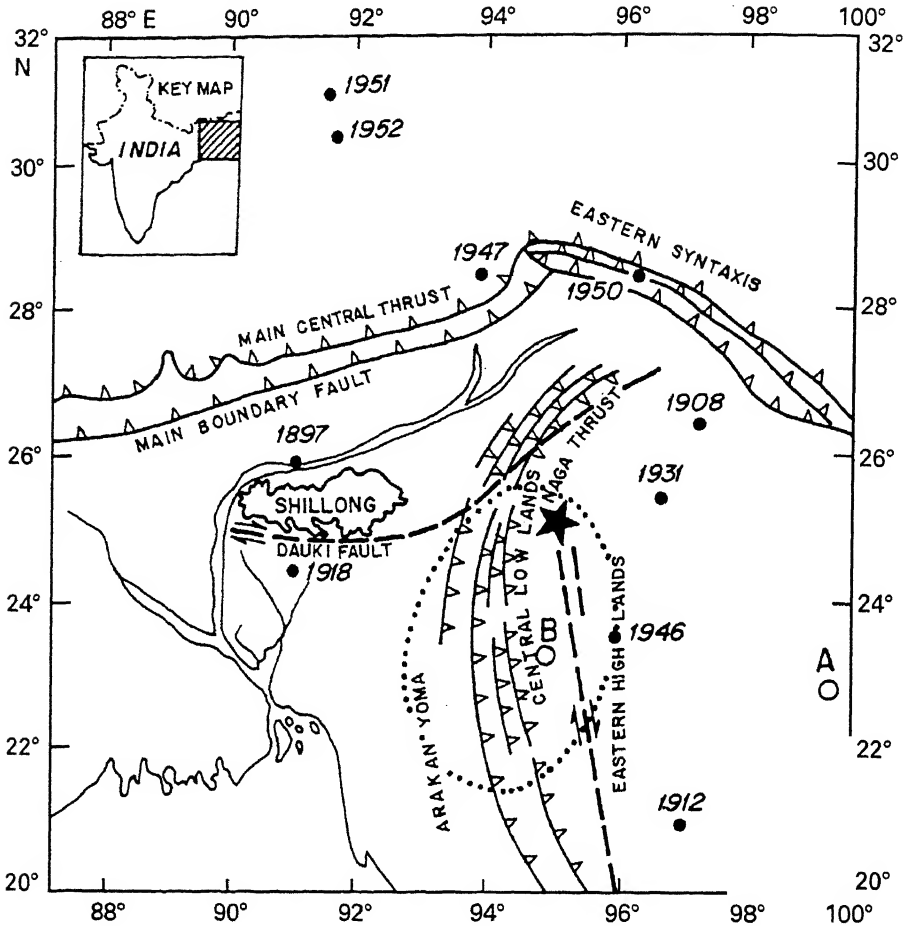 88° E 90° 92° 94° 96° 98° 100°
32° 32°
N
KEY MAP
INDIA
1951
1952
30° 30°
EASTERN SYNTAXIS
1947
1950
28° 28°
MAIN CENTRAL THRUST
MAIN BOUNDARY FAULT
1908
1897
26° 26°
NAGA THRUST
1931
SHILLONG
DAUKI FAULT
1918
24° 24°
CENTRAL LOW LANDS
EASTERN HIGH LANDS
B
1946
A
ARAKAN YOMA
22° 22°
1912
20° 20°
88° 90° 92° 94° 96° 98° 100°